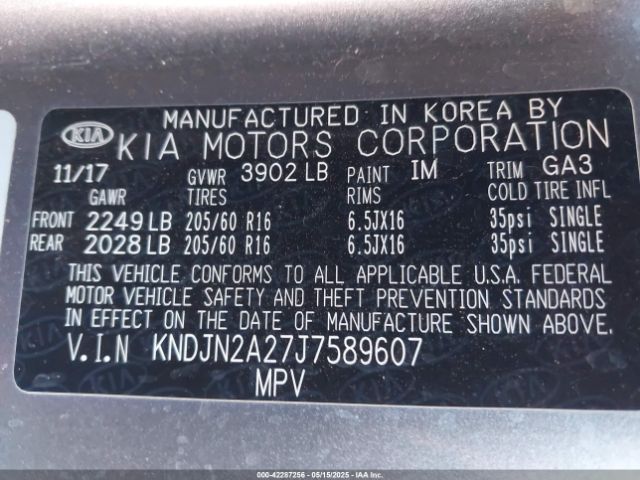 MANUFACTURED IN KOREA BY
KIA KIA MOTORS CORPORATION
11/17 GVWR 3902 LB PAINT IM TRIM GA3
GAWR TIRES RIMS COLD TIRE INFL
FRONT 2249 LB 205/60 R16 6.5JX16 35psi SINGLE
REAR 2028 LB 205/60 R16 6.5JX16 35psi SINGLE
THIS VEHICLE CONFORMS TO ALL APPLICABLE U.S.A. FEDERAL
MOTOR VEHICLE SAFETY AND THEFT PREVENTION STANDARDS
IN EFFECT ON THE DATE OF MANUFACTURE SHOWN ABOVE.
V.I.N KNDJN2A27J7589607
MPV
000-42287256 - 05/15/2025 - IAAI.COM